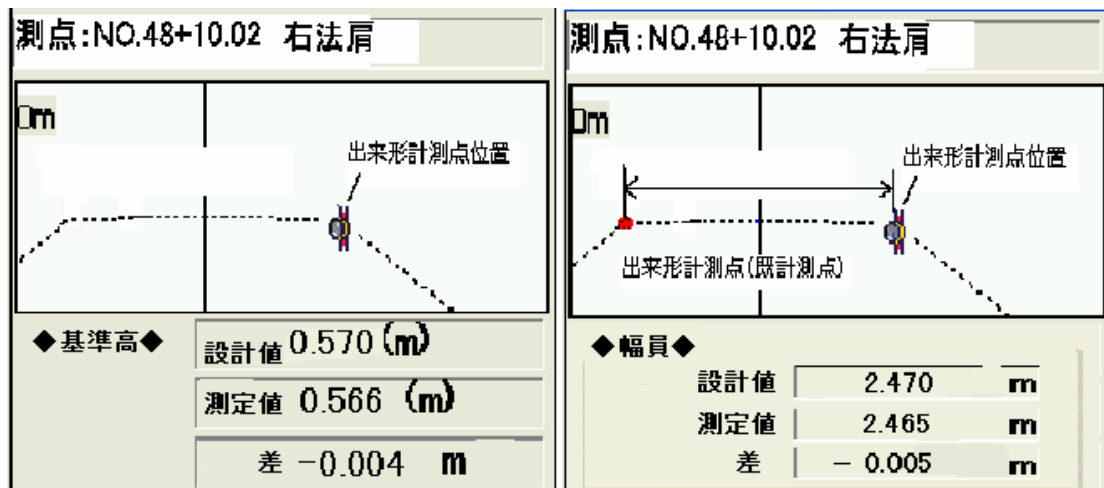 測点:NO.48+10.02 右法肩
0m
出来形計測点位置
◆基準高◆
設計値 0.570 (m)
測定値 0.566 (m)
差 -0.004 m
測点:NO.48+10.02 右法肩
0m
出来形計測点位置
出来形計測点(既計測点)
◆幅員◆
設計値 2.470 m
測定値 2.465 m
差 - 0.005 m